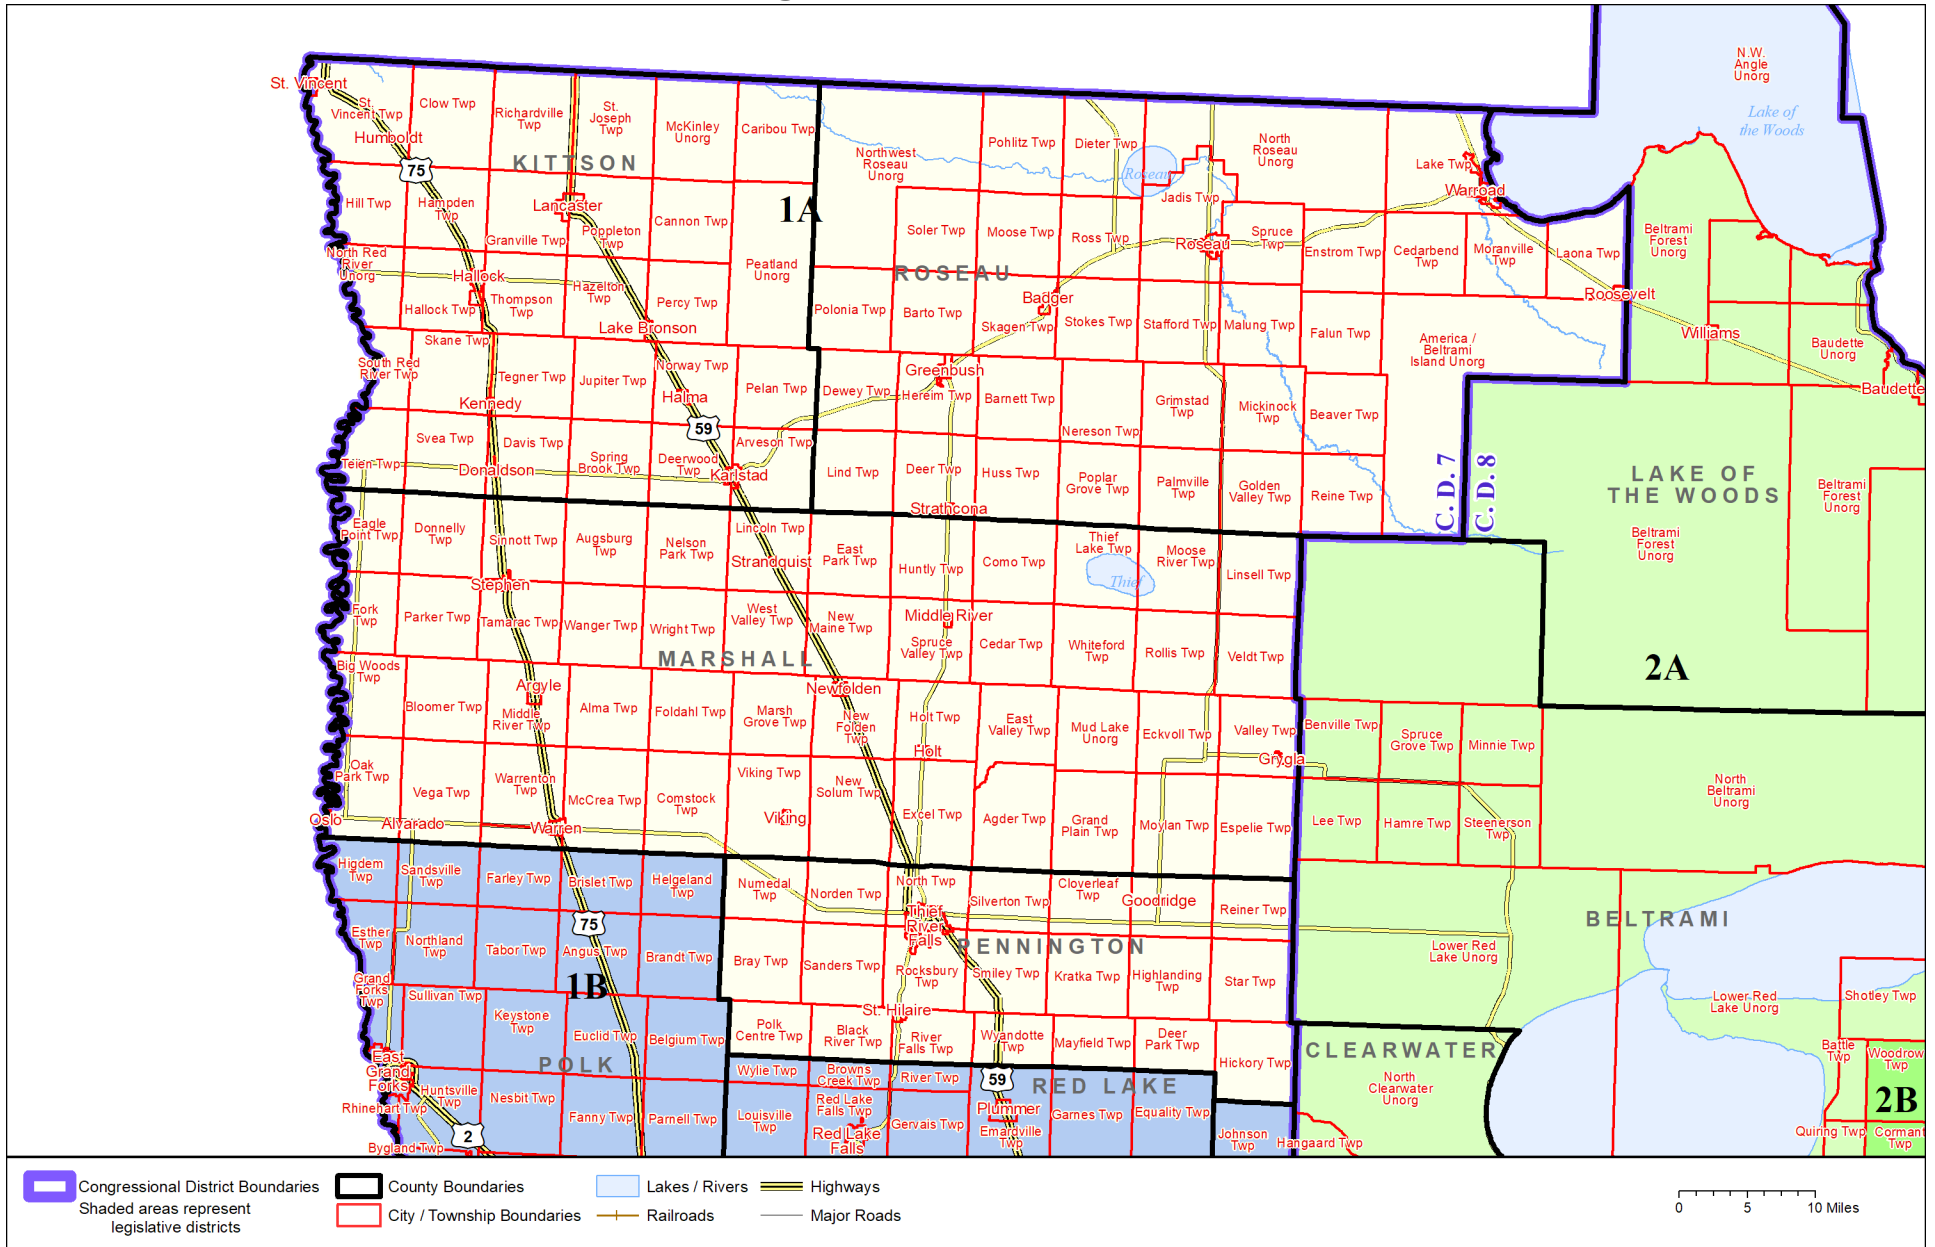 St. Vincent
St.
Vincent Twp
Clow Twp
Richardville
Twp
St.
Joseph
Twp
McKinley
Unorg
Caribou Twp
Humboldt
75
KITTSON
Northwest
Roseau
Unorg
Pohlitz Twp
Dieter Twp
Roseau
North
Roseau
Unorg
Lake Twp
Warroad
N.W.
Angle
Unorg
Lake of
the Woods
Hill Twp
Hampden
Twp
Lancaster
Granville Twp
Poppleton
Twp
Cannon Twp
1A
Jadis Twp
Soler Twp
Moose Twp
Ross Twp
Roseau
Spruce
Twp
Enstrom Twp
Cedarbend
Twp
Moranville
Twp
Laona Twp
Beltrami
Forest
Unorg
North Red
River
Unorg
Hallock
Hallock Twp
Thompson
Twp
Hazelton
Twp
Percy Twp
Peatland
Unorg
ROSEAU
Polonia Twp
Barto Twp
Badger
Skagen Twp
Stokes Twp
Stafford Twp
Malung Twp
Falun Twp
America /
Beltrami
Island Unorg
Roosevelt
Williams
Baudette
Unorg
Baudette
Lake Bronson
Skane Twp
South Red
River Twp
Tegner Twp
Jupiter Twp
Norway Twp
Pelan Twp
Kennedy
Halma
59
Dewey Twp
Greenbush
Hereim Twp
Barnett Twp
Nereson Twp
Grimstad
Twp
Mickinock
Twp
Beaver Twp
Svea Twp
Davis Twp
Arveson Twp
Teien Twp
Donaldson
Spring
Brook Twp
Deerwood
Twp
Karlstad
Lind Twp
Deer Twp
Huss Twp
Poplar
Grove Twp
Palmville
Twp
Golden
Valley Twp
Reine Twp
C.D.7
C.D.8
LAKE OF
THE WOODS
Beltrami
Forest
Unorg
Beltrami
Forest
Unorg
Strathcona
Eagle
Point Twp
Donnelly
Twp
Sinnott Twp
Augsburg
Twp
Nelson
Park Twp
Lincoln Twp
Strandquist
East
Park Twp
Huntly Twp
Como Twp
Thief
Lake Twp
Thief
Moose
River Twp
Linsell Twp
Stephen
Fork
Twp
Parker Twp
Tamarac Twp
Wanger Twp
Wright Twp
West
Valley Twp
New
Maine Twp
Middle River
Spruce
Valley Twp
Cedar Twp
Whiteford
Twp
Rollis Twp
Veldt Twp
MARSHALL
2A
Big Woods
Twp
Bloomer Twp
Argyle
Middle
River Twp
Alma Twp
Foldahl Twp
Marsh
Grove Twp
Newfolden
New
Folden
Twp
Holt Twp
Holt
East
Valley Twp
Mud Lake
Unorg
Eckvoll Twp
Valley Twp
Grygla
Benville Twp
Spruce
Grove Twp
Minnie Twp
North
Beltrami
Unorg
Oak
Park Twp
Vega Twp
Warrenton
Twp
McCrea Twp
Comstock
Twp
Viking Twp
Viking
New
Solum Twp
Excel Twp
Agder Twp
Grand
Plain Twp
Moylan Twp
Espelie Twp
Lee Twp
Hamre Twp
Steenerson
Twp
Oslo
Alvarado
Warren
Higdem
Twp
Sandsville
Twp
Farley Twp
Brislet Twp
Helgeland
Twp
Numedal
Twp
Norden Twp
North Twp
Silverton Twp
Cloverleaf
Twp
Goodridge
Reiner Twp
Thief
River
Falls
75
Esther
Twp
Northland
Twp
Tabor Twp
Angus Twp
Brandt Twp
Bray Twp
Sanders Twp
PENNINGTON
Rocksbury
Twp
Smiley Twp
Kratka Twp
Highlanding
Twp
Star Twp
BELTRAMI
Lower Red
Lake Unorg
Lower Red
Lake Unorg
Shotley Twp
1B
Grand
Forks
Twp
Sullivan Twp
Keystone
Twp
Euclid Twp
Belgium Twp
POLK
Polk
Centre Twp
Black
River Twp
St. Hilaire
River
Falls Twp
Wyandotte
Twp
Mayfield Twp
Deer
Park Twp
Hickory Twp
CLEARWATER
North
Clearwater
Unorg
Battle
Twp
Woodrow
Twp
2B
East
Grand
Forks
Rhinehart Twp
Huntsville
Twp
Nesbit Twp
Fanny Twp
Parnell Twp
Wylie Twp
Browns
Creek Twp
River Twp
59
RED LAKE
Louisville
Twp
Red Lake
Falls Twp
Red Lake
Falls
Gervais Twp
Plummer
Emardville
Twp
Garnes Twp
Equality Twp
Johnson
Twp
Hangaard Twp
Quiring Twp
Cormant
Twp
2
Bygland Twp
Congressional District Boundaries
Shaded areas represent
legislative districts
County Boundaries
City / Township Boundaries
Lakes / Rivers
Railroads
Highways
Major Roads
0 5 10 Miles